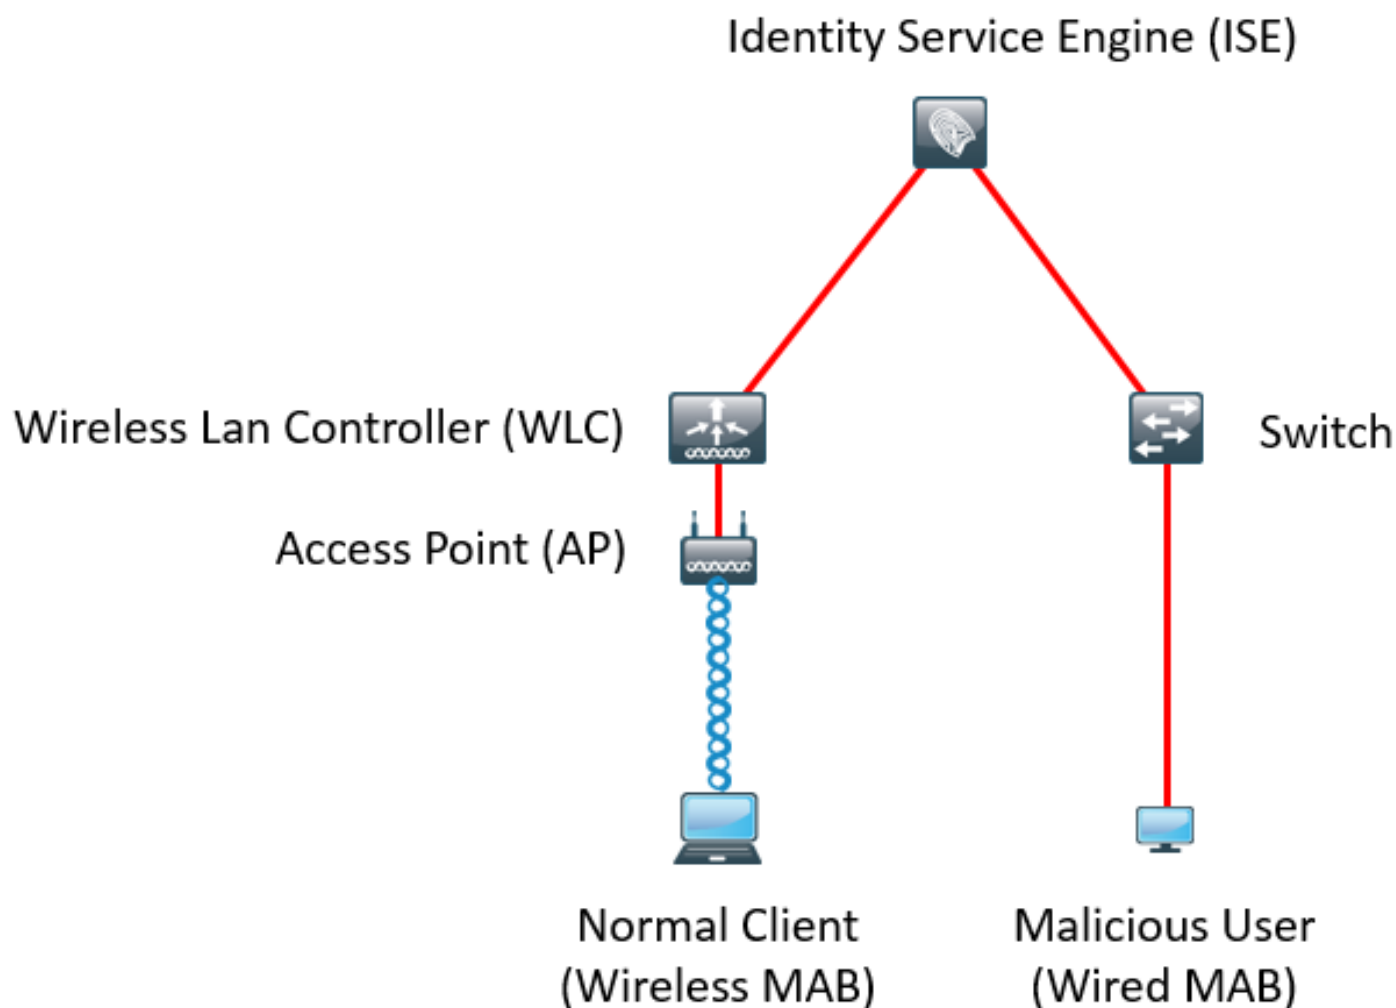 Identity Service Engine (ISE)
Wireless Lan Controller (WLC)
Switch
Access Point (AP)
Normal Client
(Wireless MAB)
Malicious User
(Wired MAB)